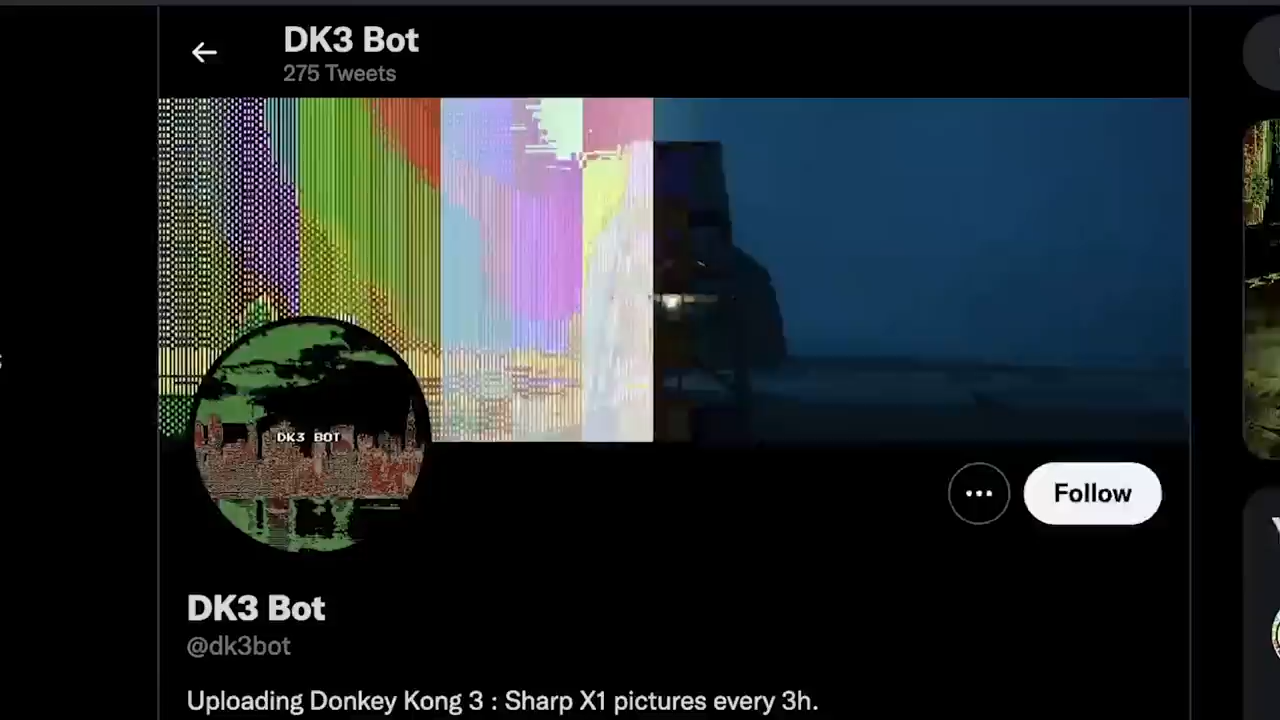 DK3 Bot
275 Tweets
DK3 BOT
Follow
DK3 Bot
@dk3bot
Uploading Donkey Kong 3 : Sharp X1 pictures every 3h.